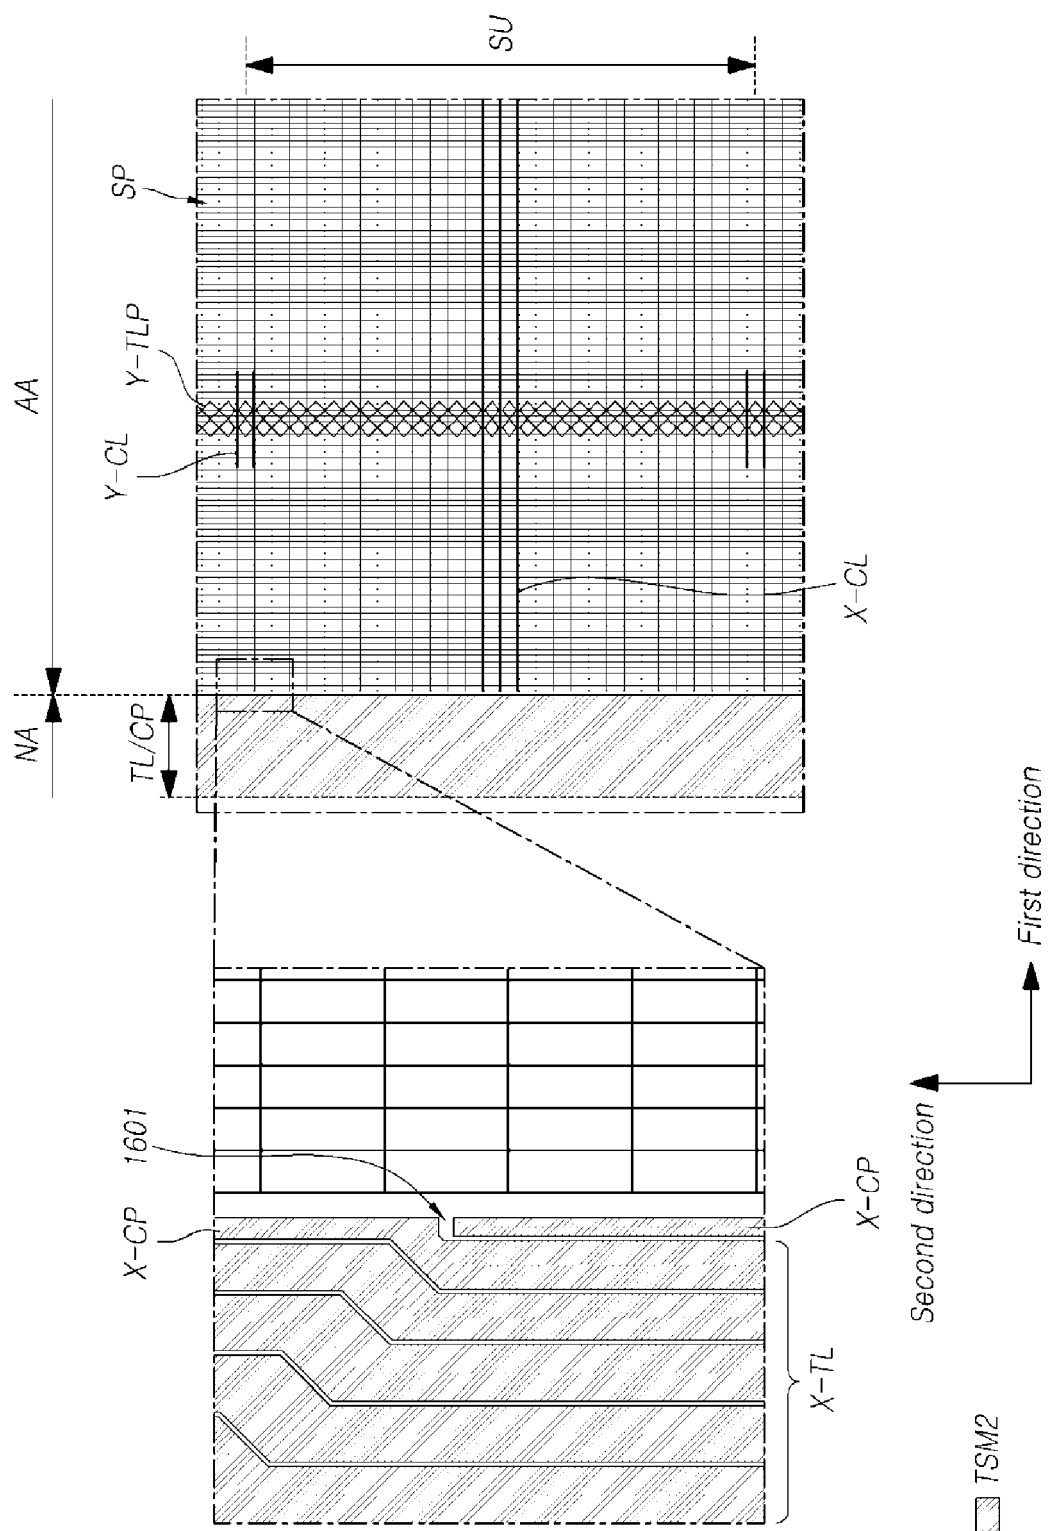 SU
AA
SP
Y-TLP
Y-CL
NA
TL/CP
X-CL
1601
X-CP
X-CP
X-TL
Second direction
First direction
TSM2